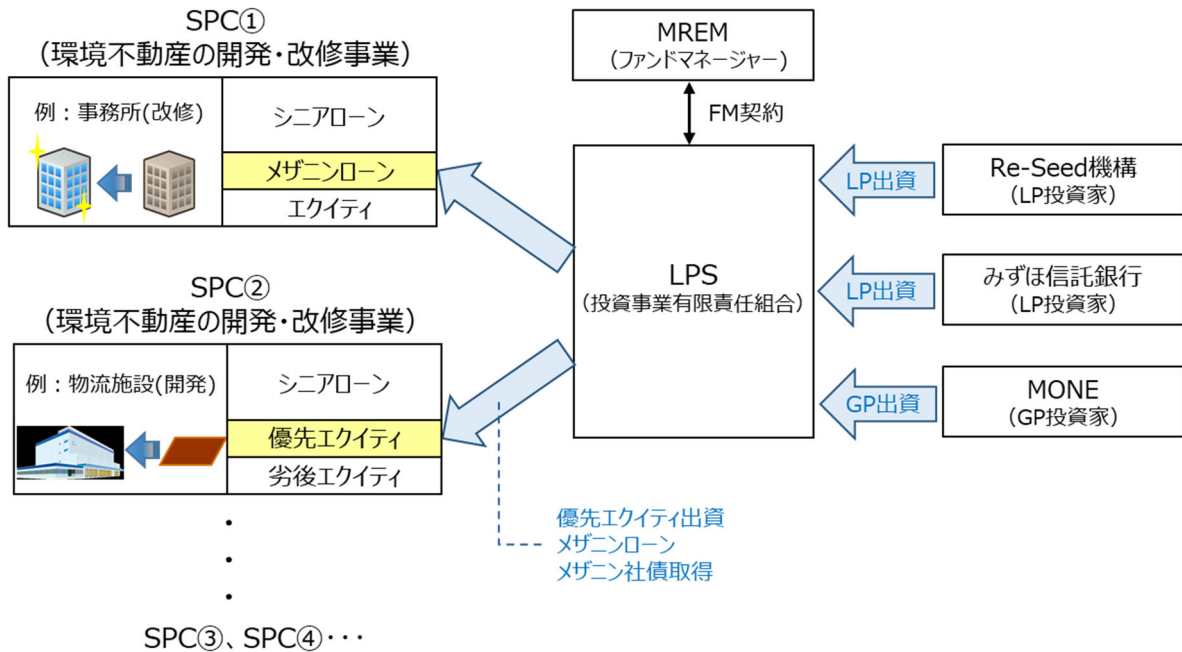 SPC①
(環境不動産の開発・改修事業)
例：事務所(改修)
シニアローン
メザニンローン
エクイティ
SPC②
(環境不動産の開発・改修事業)
例：物流施設(開発)
シニアローン
優先エクイティ
劣後エクイティ
・
・
・
SPC③、SPC④・・・
MREM
(ファンドマネージャー)
FM契約
LPS
(投資事業有限責任組合)
優先エクイティ出資
メザニンローン
メザニン社債取得
LP出資
Re-Seed機構
(LP投資家)
LP出資
みずほ信託銀行
(LP投資家)
GP出資
MONE
(GP投資家)